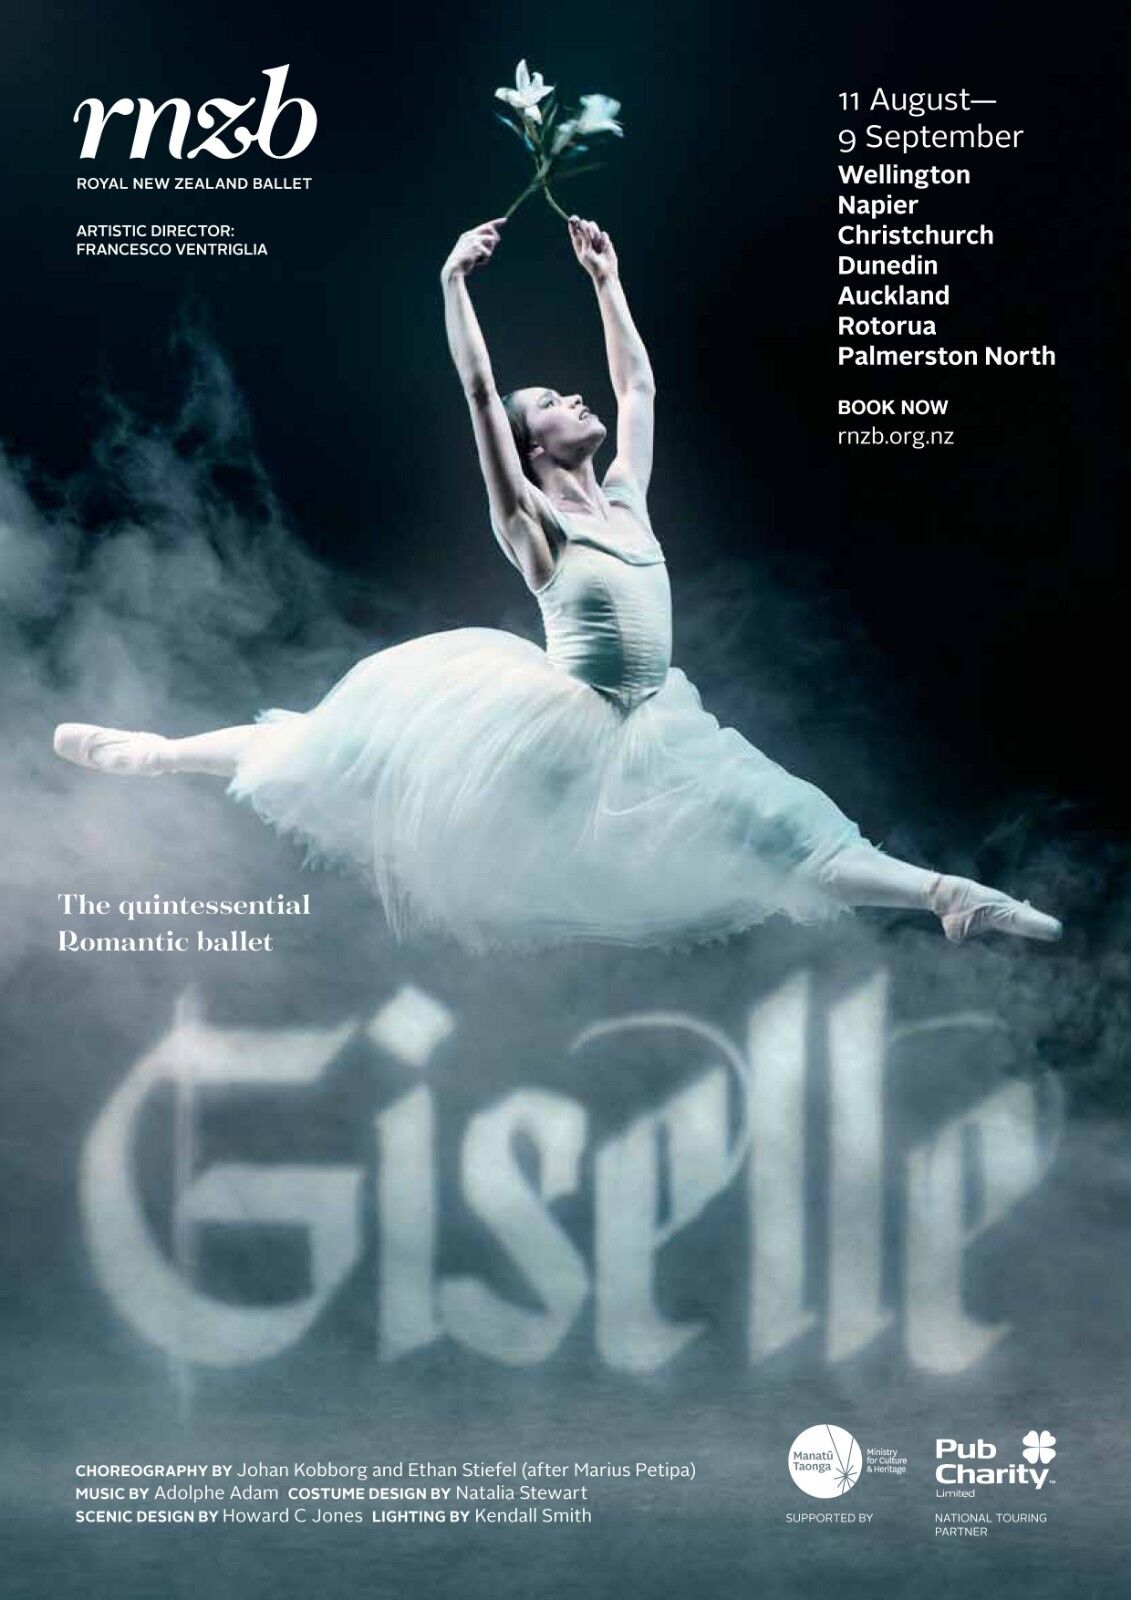 rnzb
ROYAL NEW ZEALAND BALLET
ARTISTIC DIRECTOR:
FRANCESCO VENTRIGLIA
11 August—
9 September
Wellington
Napier
Christchurch
Dunedin
Auckland
Rotorua
Palmerston North
BOOK NOW
rnzb.org.nz
The quintessential
Romantic ballet
Giselle
CHOREOGRAPHY BY Johan Kobborg and Ethan Stiefel (after Marius Petipa)
MUSIC BY Adolphe Adam COSTUME DESIGN BY Natalia Stewart
SCENIC DESIGN BY Howard C Jones LIGHTING BY Kendall Smith
Manatū
Taonga
Ministry
for Culture
& Heritage
SUPPORTED BY
Pub
Charity™
Limited
NATIONAL TOURING
PARTNER